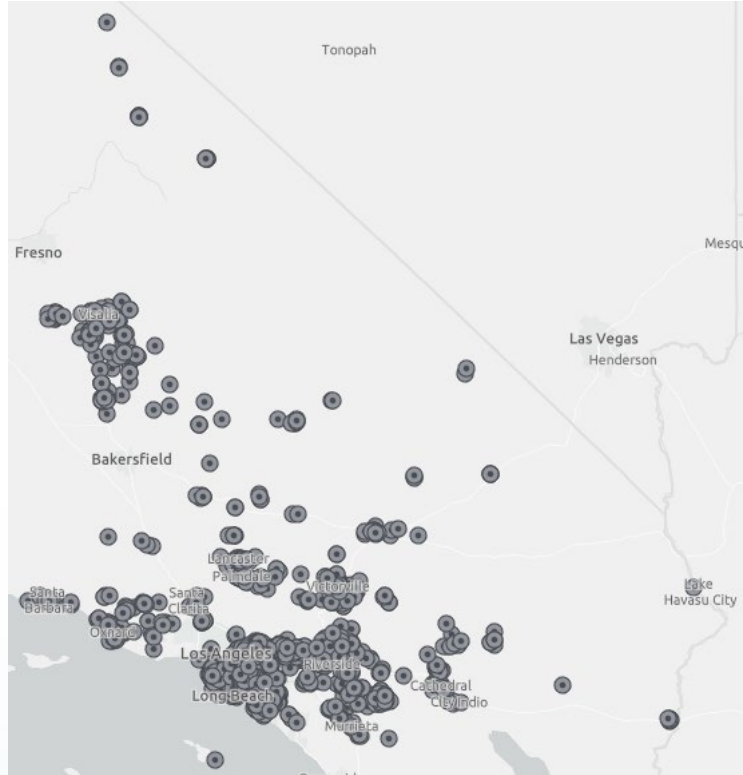 Tonopah
Fresno
Mesqu
Visalia
Las Vegas
Henderson
Bakersfield
Lancaster
Palmdale
Victorville
Santa
Barbara
Santa
Clarita
Lake
Havasu City
Oxnard
Los Angeles
Riverside
Long Beach
Cathedral
City
Indio
Murrieta